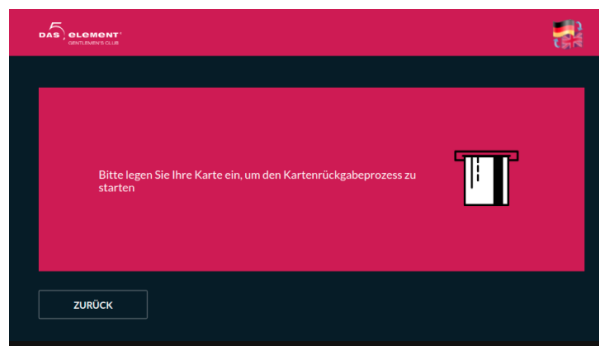 DAS 5. ELEMENT
GENTLEMEN'S CLUB
Bitte legen Sie Ihre Karte ein, um den Kartenrückgabeprozess zu
starten
ZURÜCK